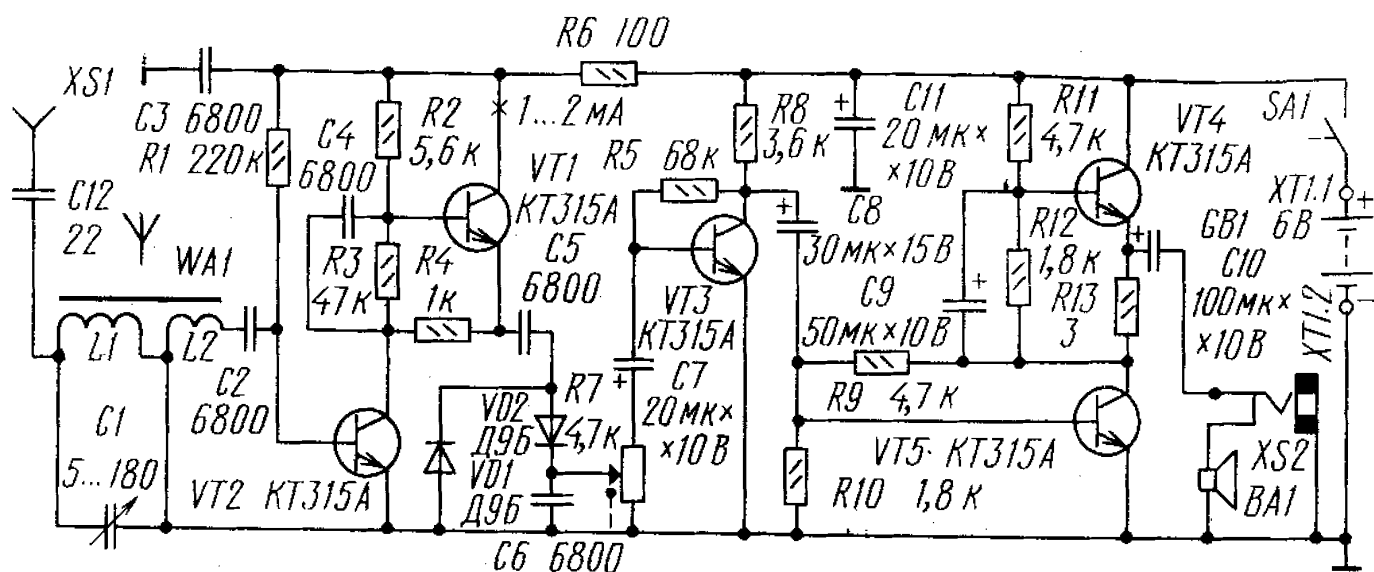 R6 100
XS1
C3 6800
R1 220к
C4
6800
R2
5,6 к
1...2 мА
VT1
КТ315А
C12
22
WA1
L1
L2
C2
6800
R3
47к
R4
1к
C5
6800
R5 68к
R8
3,6 к
C11
20 мк×
×10В
R11
4,7к
VT4
КТ315А
SA1
XT1.1
+
GB1 6В
-
XT1.2
VT3
КТ315А
+
C7
20мк×
×10В
+
C8
30мк×15В
C9
50мк×10В
+
R12
1,8 к
R13
3
+
C10
100мк×
×10В
+
C1
5...180
VT2 КТ315А
VD2
Д9Б
VD1
Д9Б
R7
4,7к
C6 6800
R9 4,7 к
VT5 КТ315А
R10 1,8 к
XS2
BA1